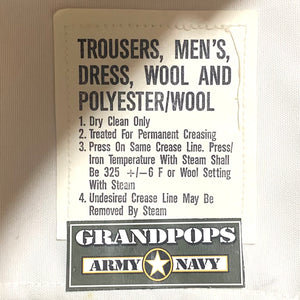 TROUSERS, MEN'S,
DRESS, WOOL AND
POLYESTER/WOOL
1. Dry Clean Only
2. Treated For Permanent Creasing
3. Press On Same Crease Line. Press/
Iron Temperature With Steam Shall
Be 325 ÷/-6 F or Wool Setting
With Steam
4. Undesired Crease Line May Be
Removed By Steam
GRANDPOPS
ARMY NAVY